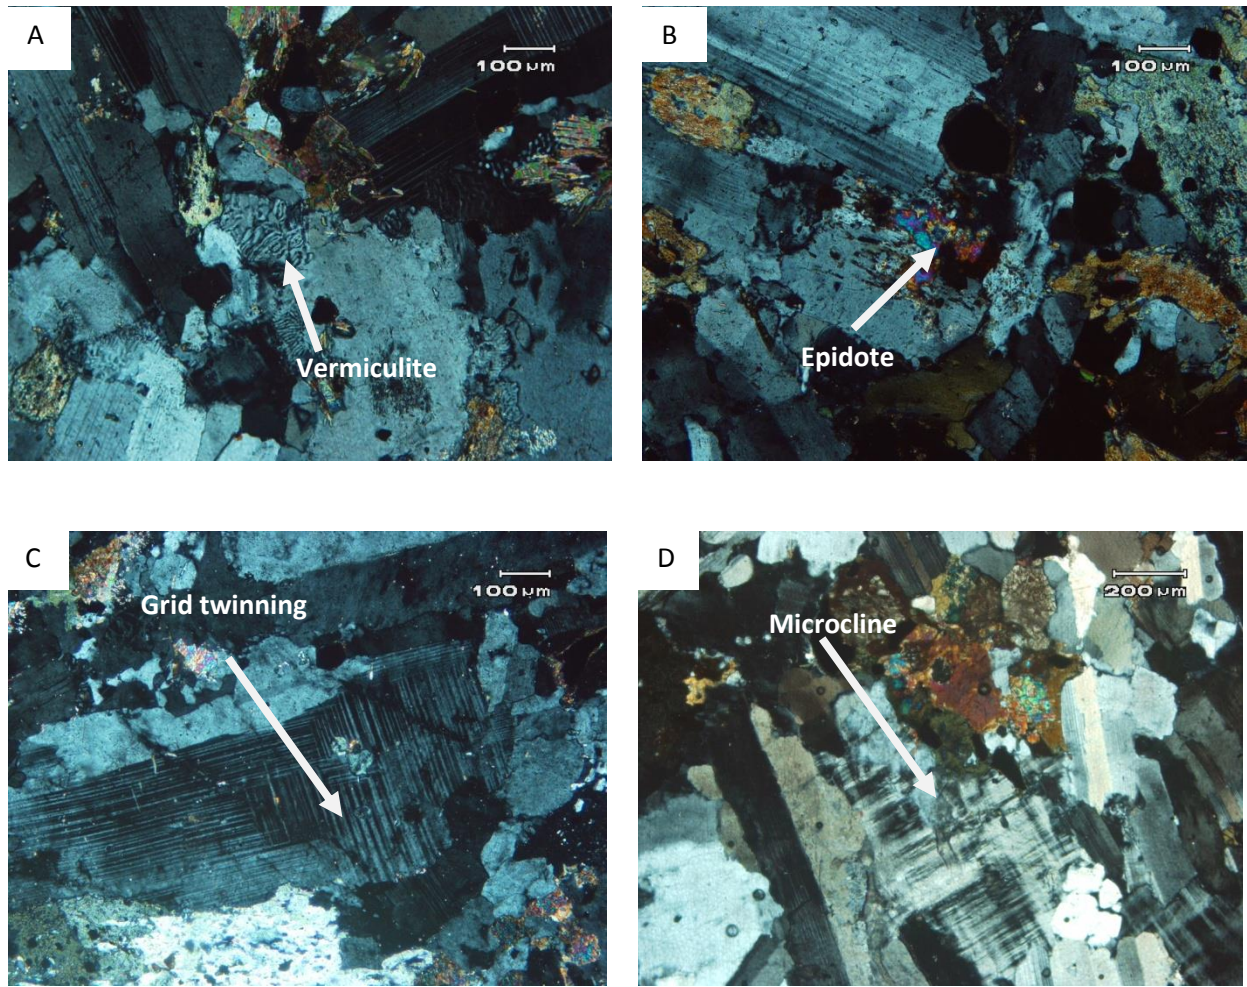 A
100 µm
Vermiculite
B
100 µm
Epidote
C
100 µm
Grid twinning
D
200 µm
Microcline